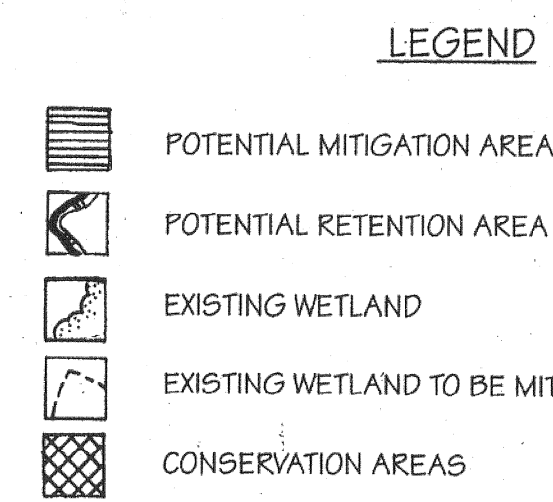 LEGEND
POTENTIAL MITIGATION AREA
POTENTIAL RETENTION AREA
EXISTING WETLAND
EXISTING WETLAND TO BE MIT
CONSERVATION AREAS